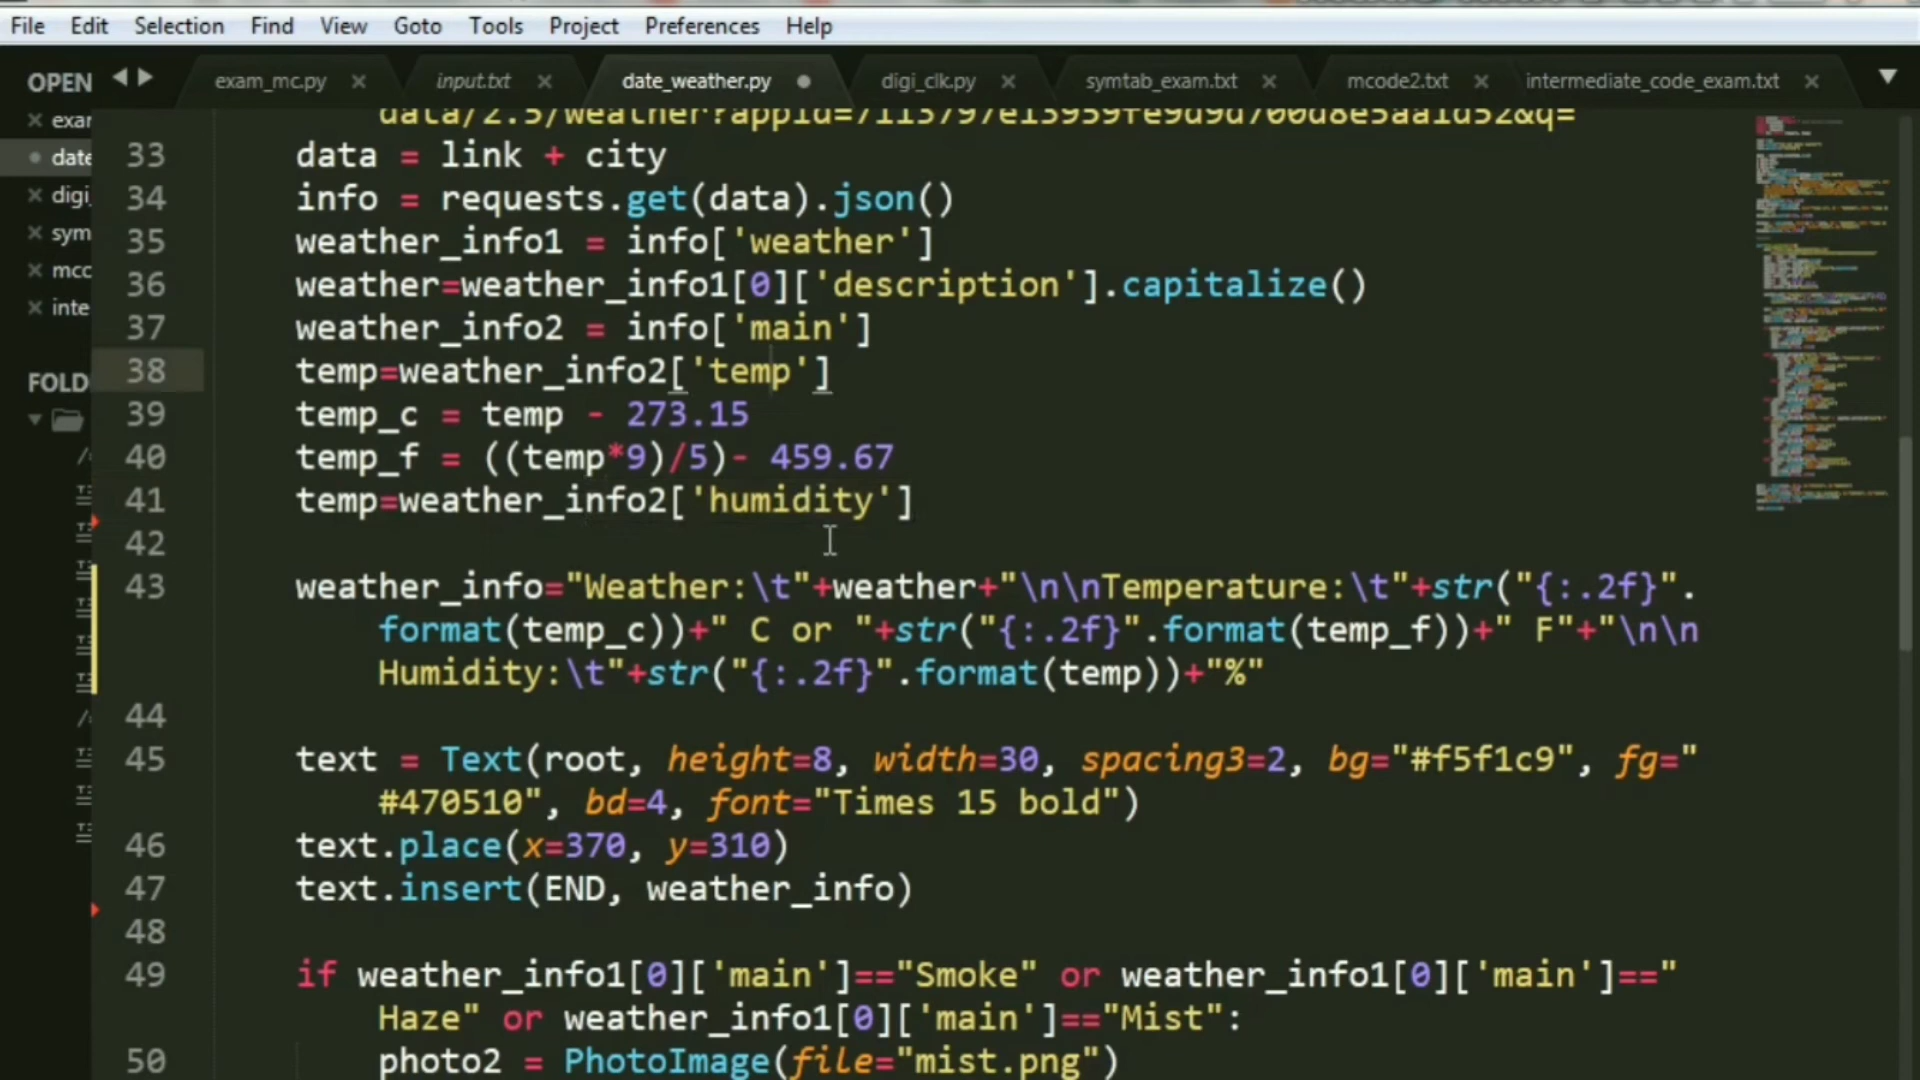 File Edit Selection Find View Goto Tools Project Preferences Help
OPEN exam_mc.py input.txt date_weather.py digi_clk.py symtab_exam.txt mcode2.txt intermediate_code_exam.txt
exam
date
digi_
sym
mco
inte
FOLD
33 data = link + city
34 info = requests.get(data).json()
35 weather_info1 = info['weather']
36 weather=weather_info1[0]['description'].capitalize()
37 weather_info2 = info['main']
38 temp=weather_info2['temp']
39 temp_c = temp - 273.15
40 temp_f = ((temp*9)/5)- 459.67
41 temp=weather_info2['humidity']
42
43 weather_info="Weather:\t"+weather+"\n\nTemperature:\t"+str("{:.2f}".
format(temp_c))+" C or "+str("{:.2f}".format(temp_f))+" F"+"\n\n
Humidity:\t"+str("{:.2f}".format(temp))+"%"
44
45 text = Text(root, height=8, width=30, spacing3=2, bg="#f5f1c9", fg="
#470510", bd=4, font="Times 15 bold")
46 text.place(x=370, y=310)
47 text.insert(END, weather_info)
48
49 if weather_info1[0]['main']=="Smoke" or weather_info1[0]['main']=="
Haze" or weather_info1[0]['main']=="Mist":
50 photo2 = PhotoImage(file="mist.png")